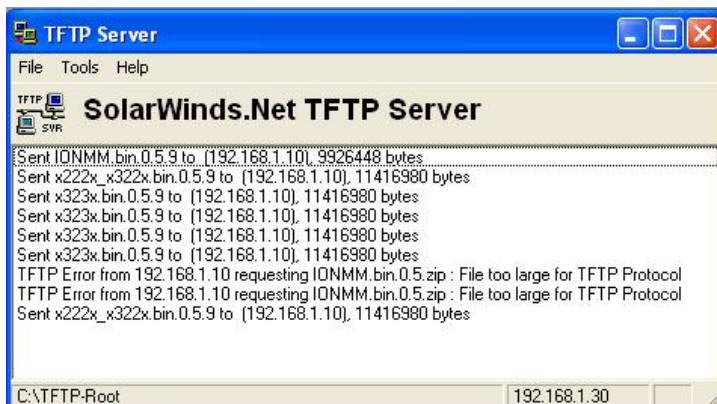 TFTP Server
File Tools Help
TFTP
SVR
SolarWinds.Net TFTP Server
Sent IONMM.bin.0.5.9 to (192.168.1.10), 9926448 bytes
Sent x222x_x322x.bin.0.5.9 to (192.168.1.10), 11416980 bytes
Sent x323x.bin.0.5.9 to (192.168.1.10), 11416980 bytes
Sent x323x.bin.0.5.9 to (192.168.1.10), 11416980 bytes
Sent x323x.bin.0.5.9 to (192.168.1.10), 11416980 bytes
Sent x323x.bin.0.5.9 to (192.168.1.10), 11416980 bytes
TFTP Error from 192.168.1.10 requesting IONMM.bin.0.5.zip : File too large for TFTP Protocol
TFTP Error from 192.168.1.10 requesting IONMM.bin.0.5.zip : File too large for TFTP Protocol
Sent x222x_x322x.bin.0.5.9 to (192.168.1.10), 11416980 bytes
C:\TFTP-Root
192.168.1.30